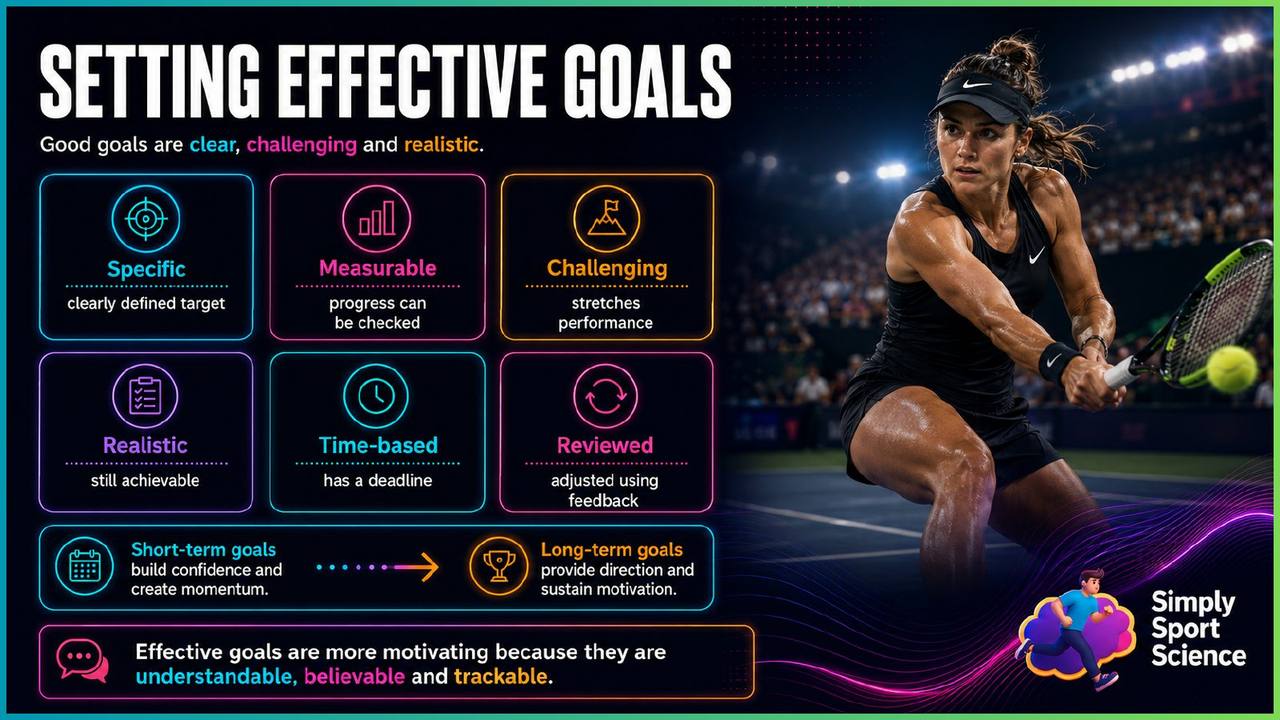 SETTING EFFECTIVE GOALS
Good goals are clear, challenging and realistic.
Specific
clearly defined target
Measurable
progress can
be checked
Challenging
stretches
performance
Realistic
still achievable
Time-based
has a deadline
Reviewed
adjusted using
feedback
Short-term goals
build confidence and
create momentum.
Long-term goals
provide direction and
sustain motivation.
Effective goals are more motivating because they are
understandable, believable and trackable.
Simply
Sport
Science